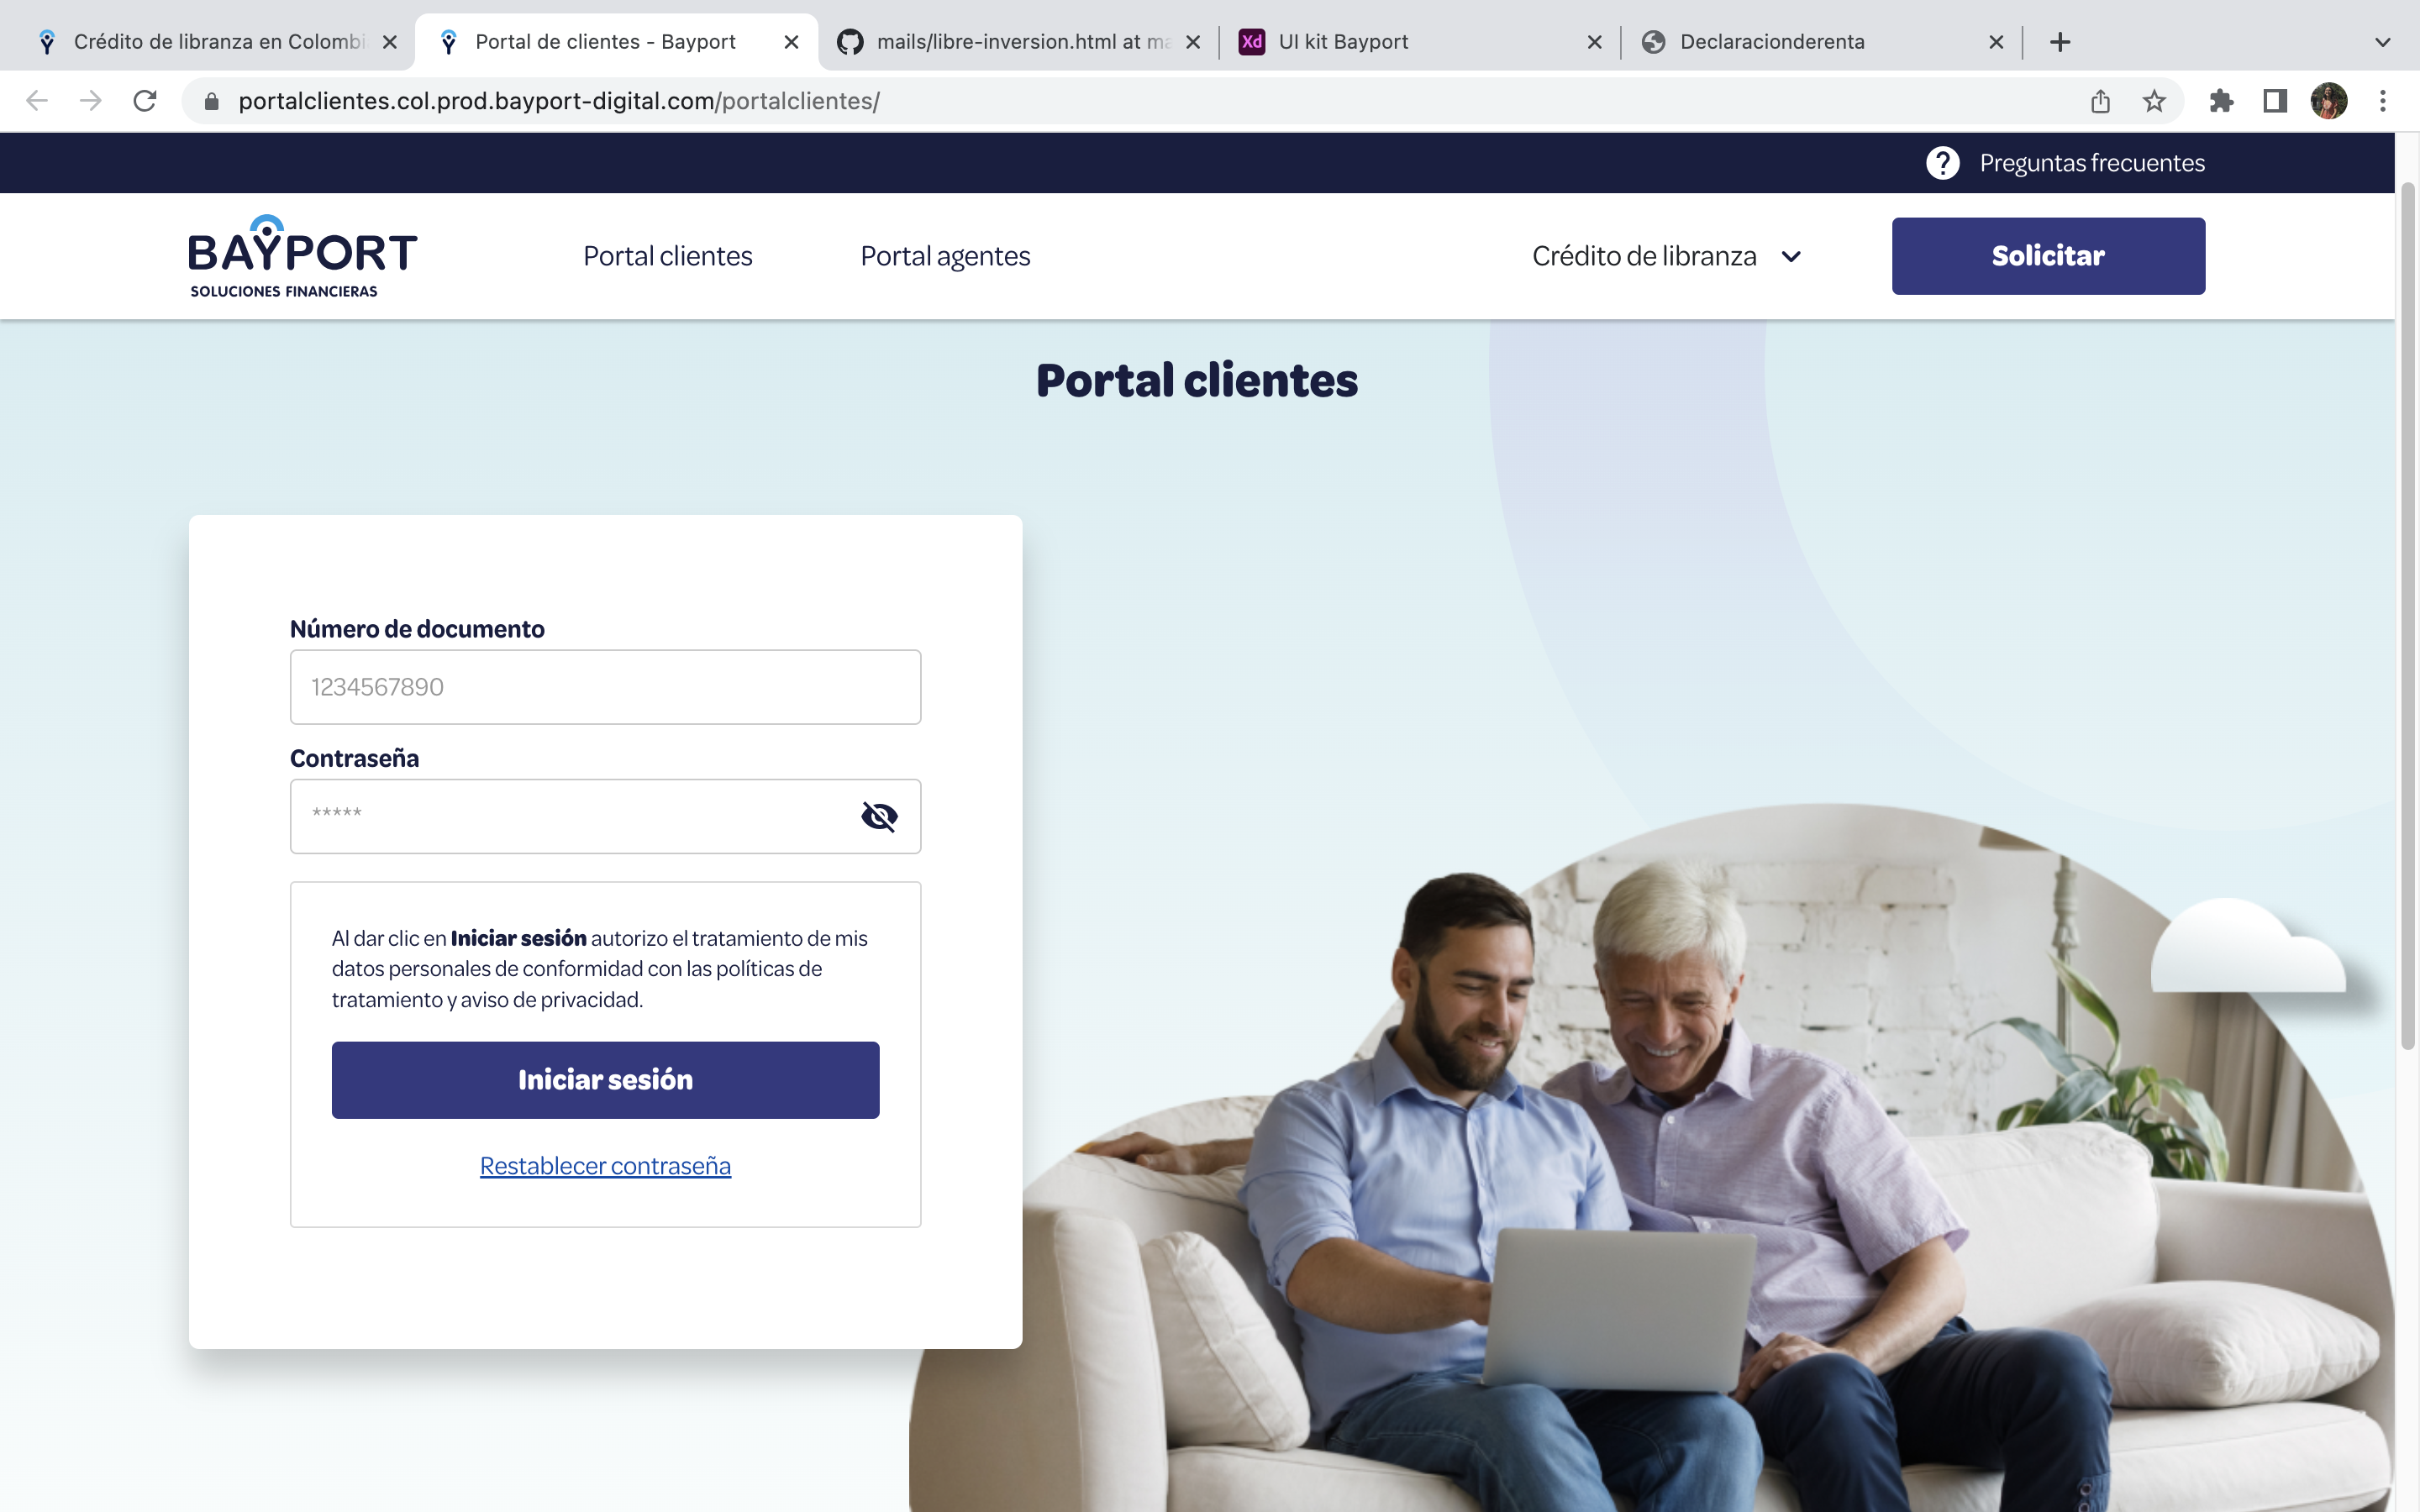 Crédito de libranza en Colombi
Portal de clientes - Bayport
mails/libre-inversion.html at ma
Xd
UI kit Bayport
Declaracionderenta
portalclientes.col.prod.bayport-digital.com/portalclientes/
? Preguntas frecuentes
BAYPORT
SOLUCIONES FINANCIERAS
Portal clientes
Portal agentes
Crédito de libranza
Solicitar
Portal clientes
Número de documento
1234567890
Contraseña
*****
Al dar clic en Iniciar sesión autorizo el tratamiento de mis
datos personales de conformidad con las políticas de
tratamiento y aviso de privacidad.
Iniciar sesión
Restablecer contraseña